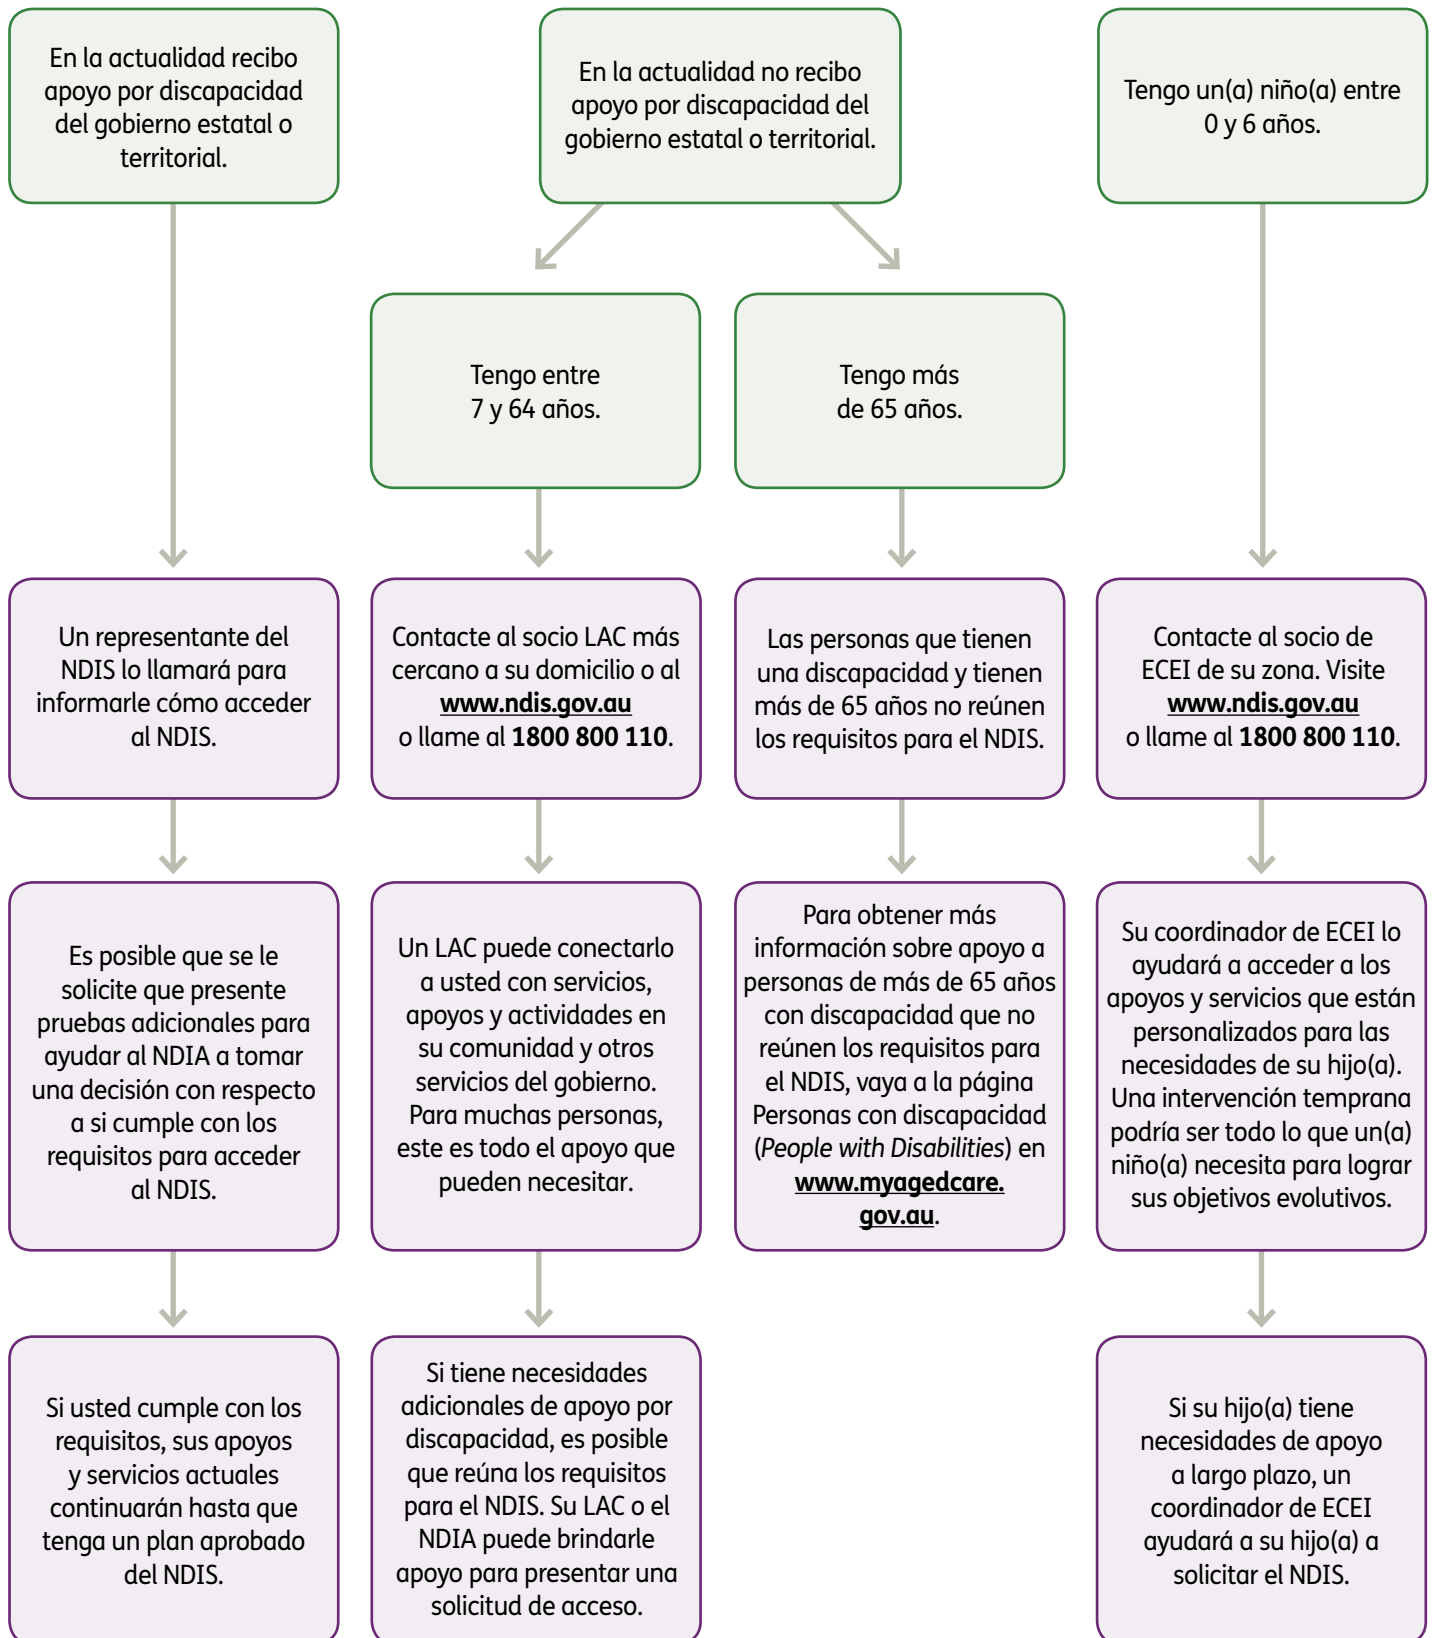 En la actualidad recibo
apoyo por discapacidad
del gobierno estatal o
territorial.
En la actualidad no recibo
apoyo por discapacidad del
gobierno estatal o territorial.
Tengo un(a) niño(a) entre
0 y 6 años.
Tengo entre
7 y 64 años.
Tengo más
de 65 años.
Un representante del
NDIS lo llamará para
informarle cómo acceder
al NDIS.
Contacte al socio LAC más
cercano a su domicilio o al
www.ndis.gov.au
o llame al 1800 800 110.
Las personas que tienen
una discapacidad y tienen
más de 65 años no reúnen
los requisitos para el NDIS.
Contacte al socio de
ECEI de su zona. Visite
www.ndis.gov.au
o llame al 1800 800 110.
Es posible que se le
solicite que presente
pruebas adicionales para
ayudar al NDIA a tomar
una decisión con respecto
a si cumple con los
requisitos para acceder
al NDIS.
Un LAC puede conectarlo
a usted con servicios,
apoyos y actividades en
su comunidad y otros
servicios del gobierno.
Para muchas personas,
este es todo el apoyo que
pueden necesitar.
Para obtener más
información sobre apoyo a
personas de más de 65 años
con discapacidad que no
reúnen los requisitos para
el NDIS, vaya a la página
Personas con discapacidad
(People with Disabilities) en
www.myagedcare.
gov.au.
Su coordinador de ECEI lo
ayudará a acceder a los
apoyos y servicios que están
personalizados para las
necesidades de su hijo(a).
Una intervención temprana
podría ser todo lo que un(a)
niño(a) necesita para lograr
sus objetivos evolutivos.
Si usted cumple con los
requisitos, sus apoyos
y servicios actuales
continuarán hasta que
tenga un plan aprobado
del NDIS.
Si tiene necesidades
adicionales de apoyo por
discapacidad, es posible
que reúna los requisitos
para el NDIS. Su LAC o el
NDIA puede brindarle
apoyo para presentar una
solicitud de acceso.
Si su hijo(a) tiene
necesidades de apoyo
a largo plazo, un
coordinador de ECEI
ayudará a su hijo(a) a
solicitar el NDIS.